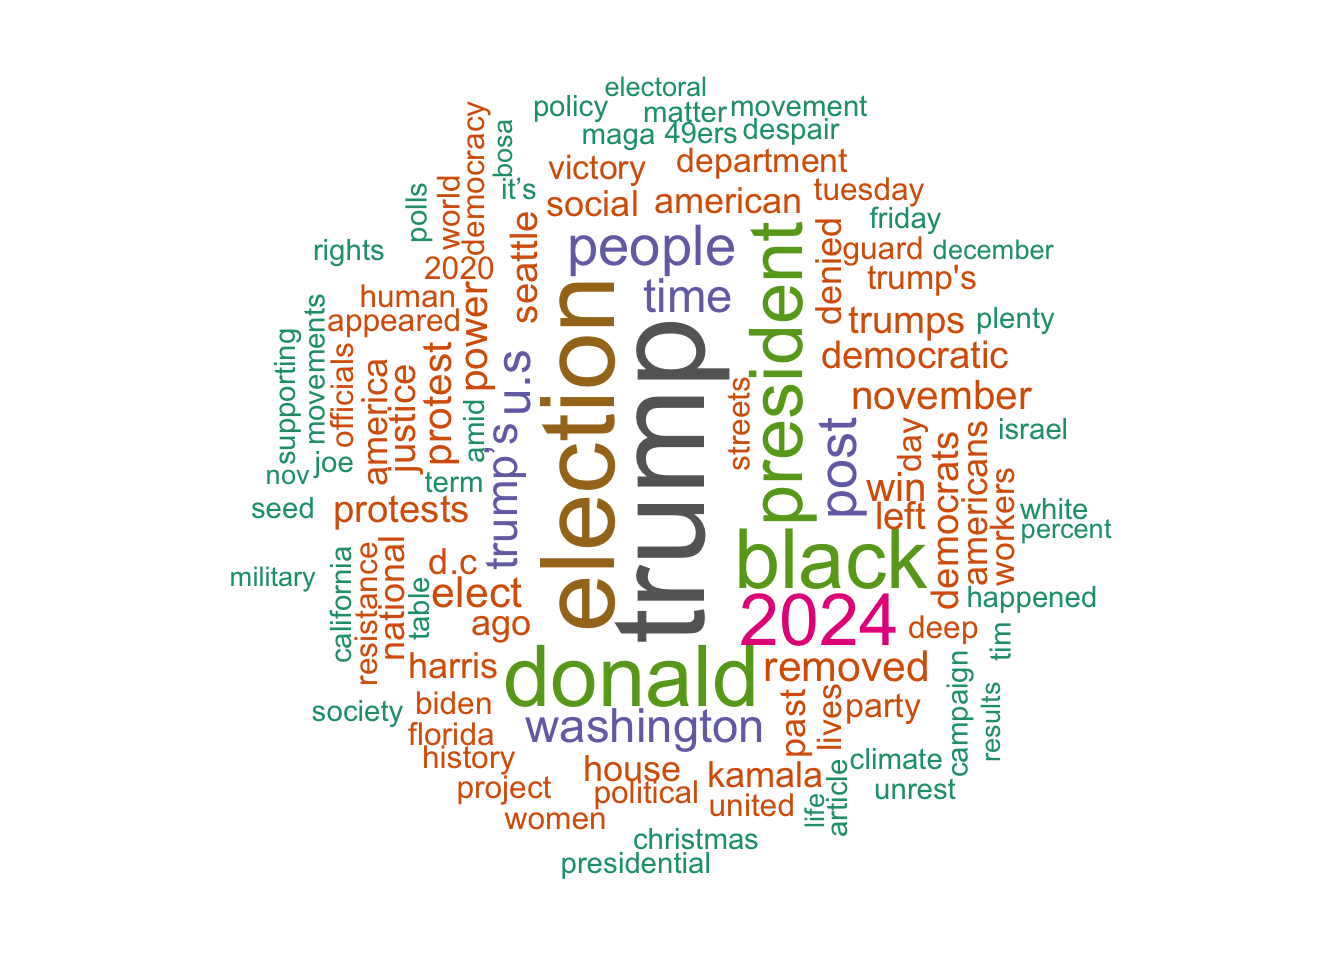 electoral
policy
matter
movement
maga
49ers
despair
bosa
democracy
victory
department
it's
social
american
tuesday
polls
world
seattle
people
president
denied
friday
rights
guard
december
2020
time
trump's
human
power
election
appeared
trump
trumps
plenty
movements
supporting
officials
america
justice
protest
u.s
democratic
streets
november
amid
trump’s
post
day
israel
nov
joe
term
win
democrats
americans
workers
seed
protests
left
white
percent
military
california
resistance
national
table
d.c
elect
black
happened
ago
2024
deep
tim
harris
donald
removed
society
biden
florida
washington
past
lives
party
campaign
results
history
house
kamala
climate
project
political
united
life
article
unrest
women
christmas
presidential